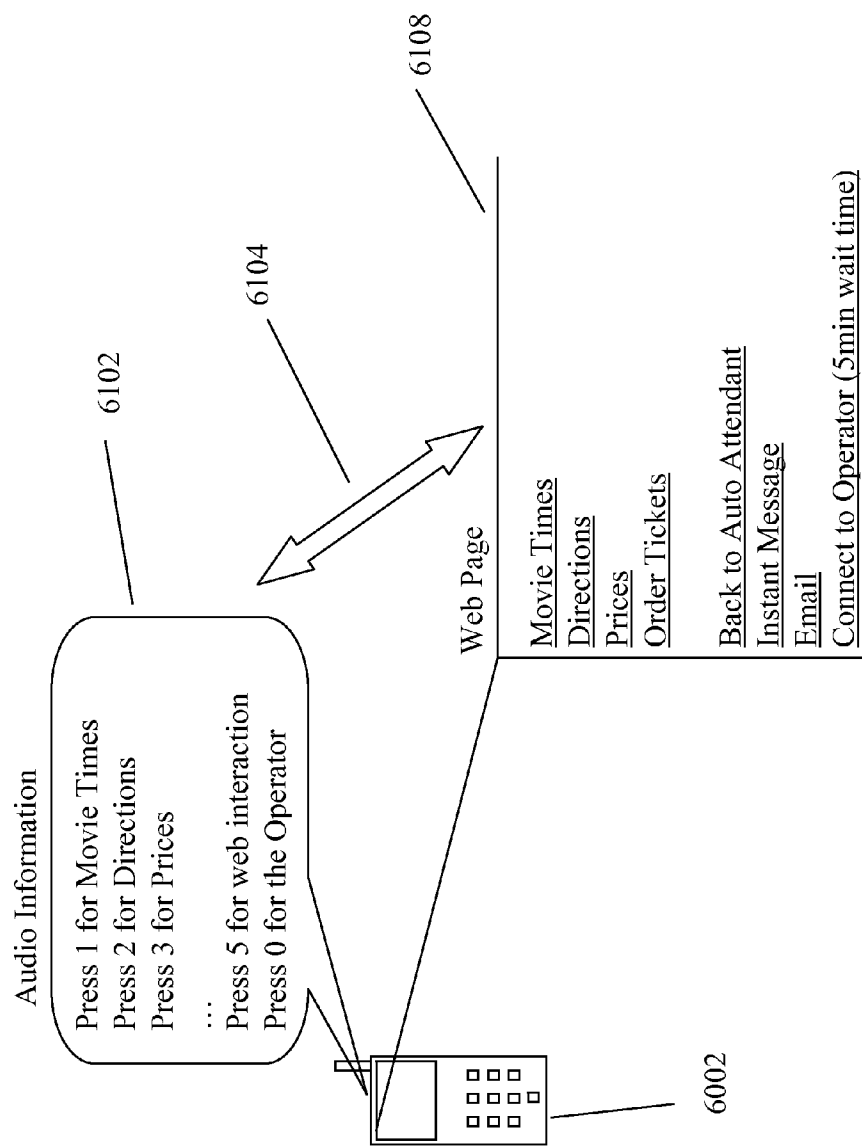 Audio Information
Press 1 for Movie Times
Press 2 for Directions
Press 3 for Prices
…
Press 5 for web interaction
Press 0 for the Operator
6102
6104
6108
6002
Web Page
Movie Times
Directions
Prices
Order Tickets
Back to Auto Attendant
Instant Message
Email
Connect to Operator (5min wait time)